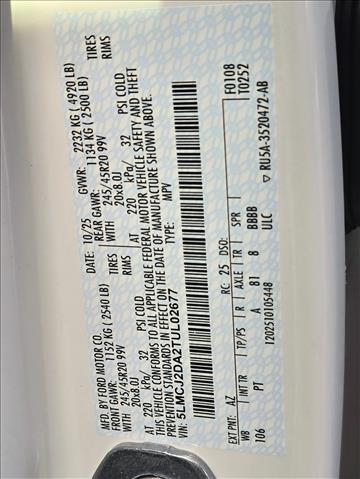 MFD. BY FORD MOTOR CO.
DATE: 10/25 GVWR: 2232 KG ( 4920 LB)
FRONT GAWR: 1152 KG ( 2540 LB) REAR GAWR: 1134 KG ( 2500 LB)
WITH 245/45R20 99V TIRES WITH 245/45R20 99V TIRES
20x8.0J RIMS 20x8.0J
AT 220 kPa/ 32 PSI COLD AT 220 kPa/ 32 PSI COLD
THIS VEHICLE CONFORMS TO ALL APPLICABLE FEDERAL MOTOR VEHICLE SAFETY AND THEFT PREVENTION
STANDARDS IN EFFECT ON THE DATE OF MANUFACTURE SHOWN ABOVE.
VIN: 5LMCJ2DA2TUL02677 TYPE: MPV
F0108
T0252
EXT PNT: AZ RC: 25 DSO:
WB INT TR TP/PS R AXLE TR SPR
106 PT A 81 8 BBBB
1202510105448 ULC ▽ RU5A-3520472-AB